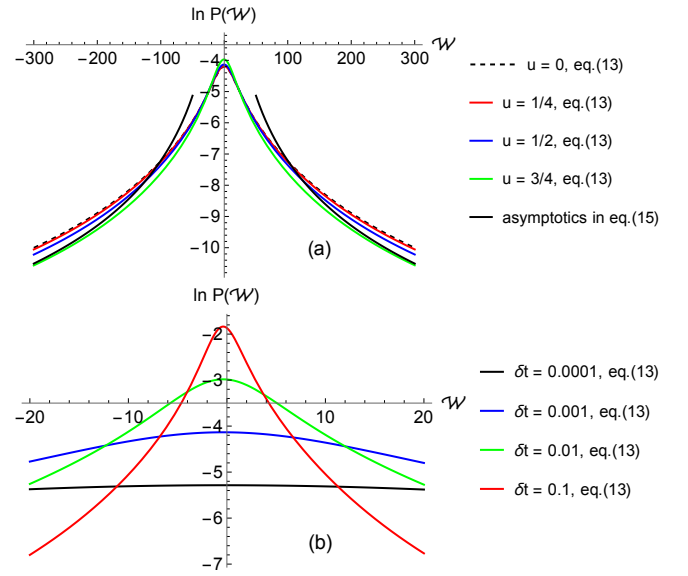 ln P(𝒲)
-300 -200 -100 100 200 300 𝒲
-4
-5
-6
-7
-8
-9
-10
(a)
u = 0, eq.(13)
u = 1/4, eq.(13)
u = 1/2, eq.(13)
u = 3/4, eq.(13)
asymptotics in eq.(15)
ln P(𝒲)
-2
-3
-20 -10 10 20 𝒲
-4
-5
-6
-7
(b)
δt = 0.0001, eq.(13)
δt = 0.001, eq.(13)
δt = 0.01, eq.(13)
δt = 0.1, eq.(13)